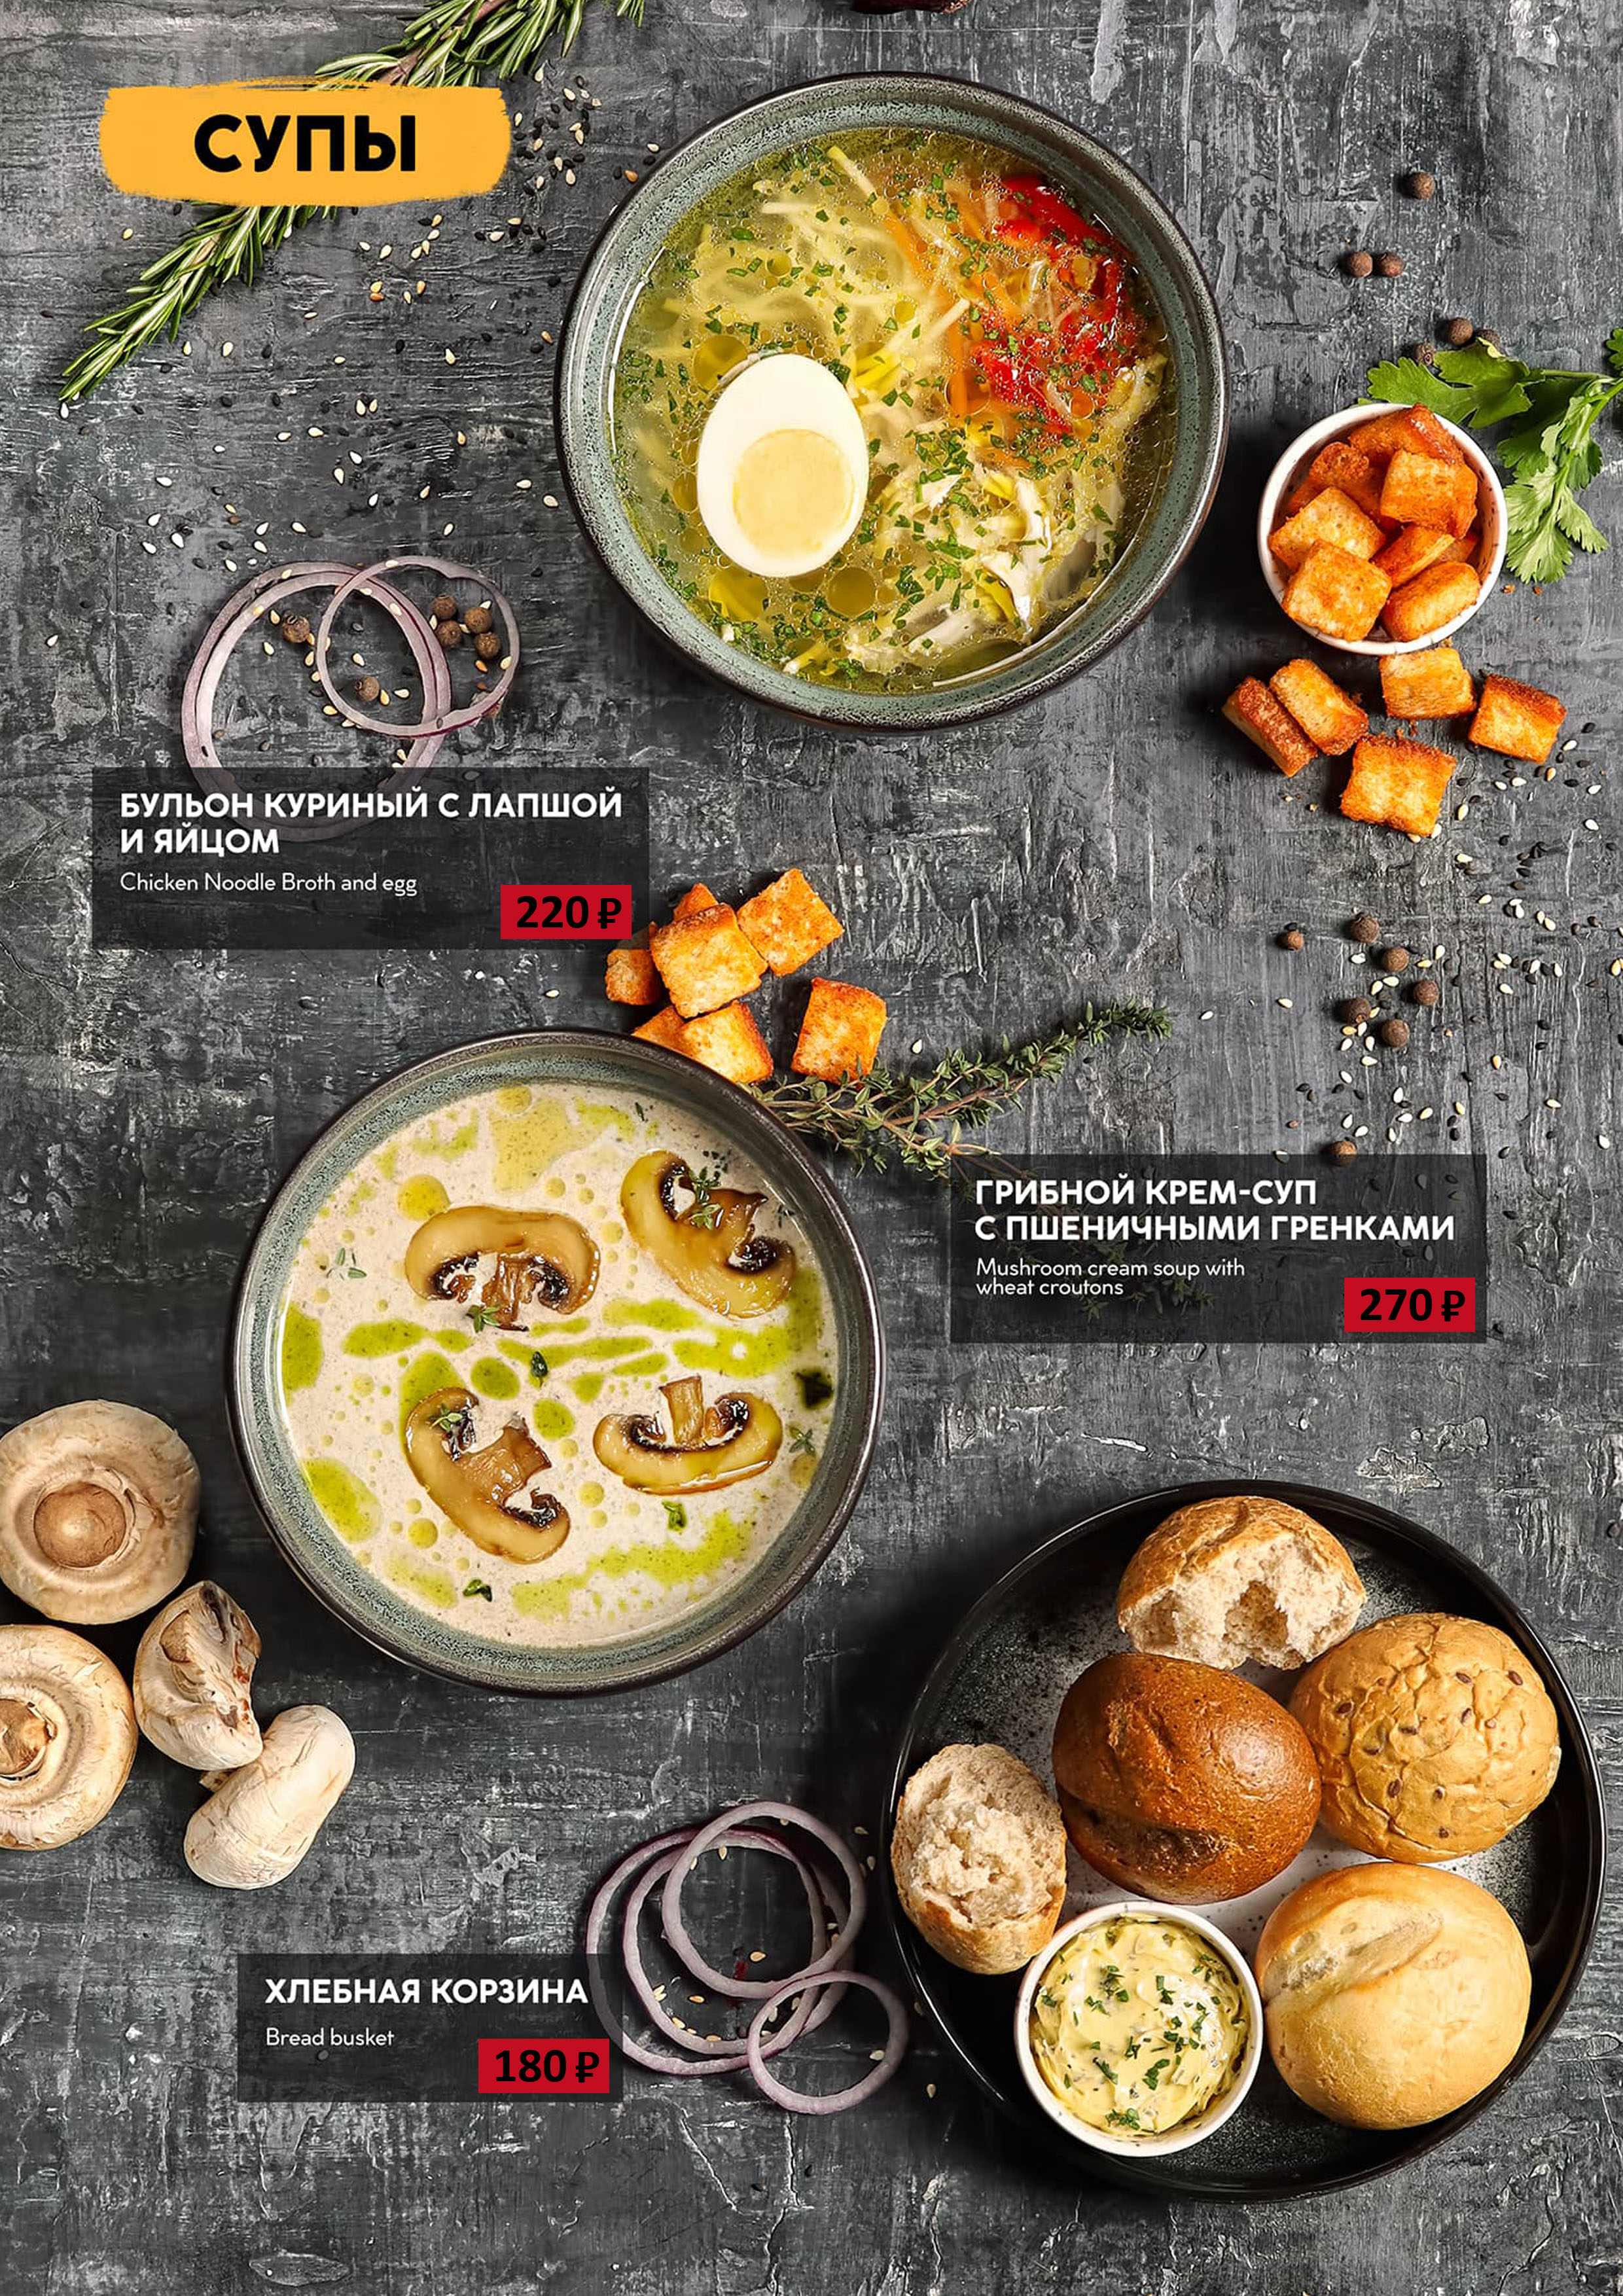 СУПЫ
БУЛЬОН КУРИНЫЙ С ЛАПШОЙ
И ЯЙЦОМ
Chicken Noodle Broth and egg
220 ₽
ГРИБНОЙ КРЕМ-СУП
С ПШЕНИЧНЫМИ ГРЕНКАМИ
Mushroom cream soup with
wheat croutons
270 ₽
ХЛЕБНАЯ КОРЗИНА
Bread busket
180 ₽